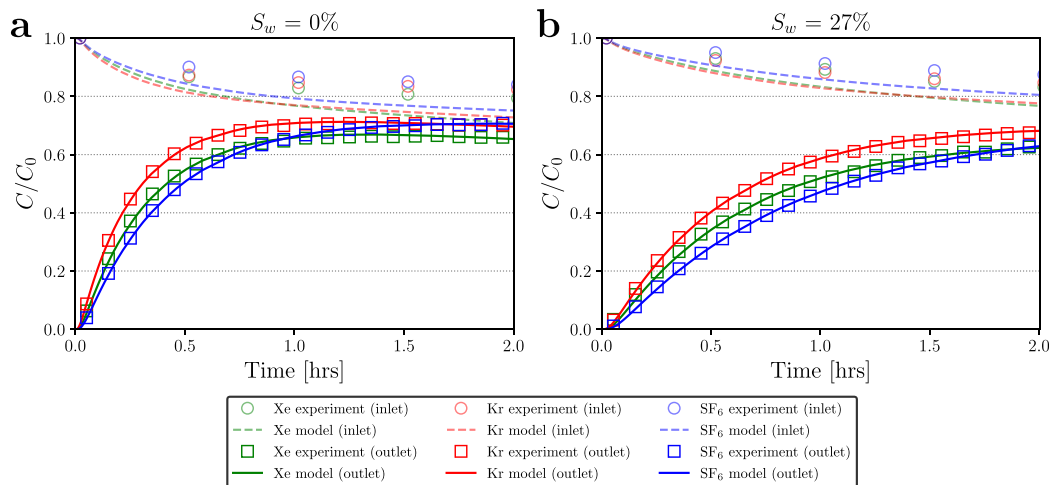 a
S_w = 0%
C/C_0
1.0
0.8
0.6
0.4
0.2
0.0
0.0 0.5 1.0 1.5 2.0
Time [hrs]
b
S_w = 27%
C/C_0
1.0
0.8
0.6
0.4
0.2
0.0
0.0 0.5 1.0 1.5 2.0
Time [hrs]
Xe experiment (inlet)
Xe model (inlet)
Xe experiment (outlet)
Xe model (outlet)
Kr experiment (inlet)
Kr model (inlet)
Kr experiment (outlet)
Kr model (outlet)
SF₆ experiment (inlet)
SF₆ model (inlet)
SF₆ experiment (outlet)
SF₆ model (outlet)